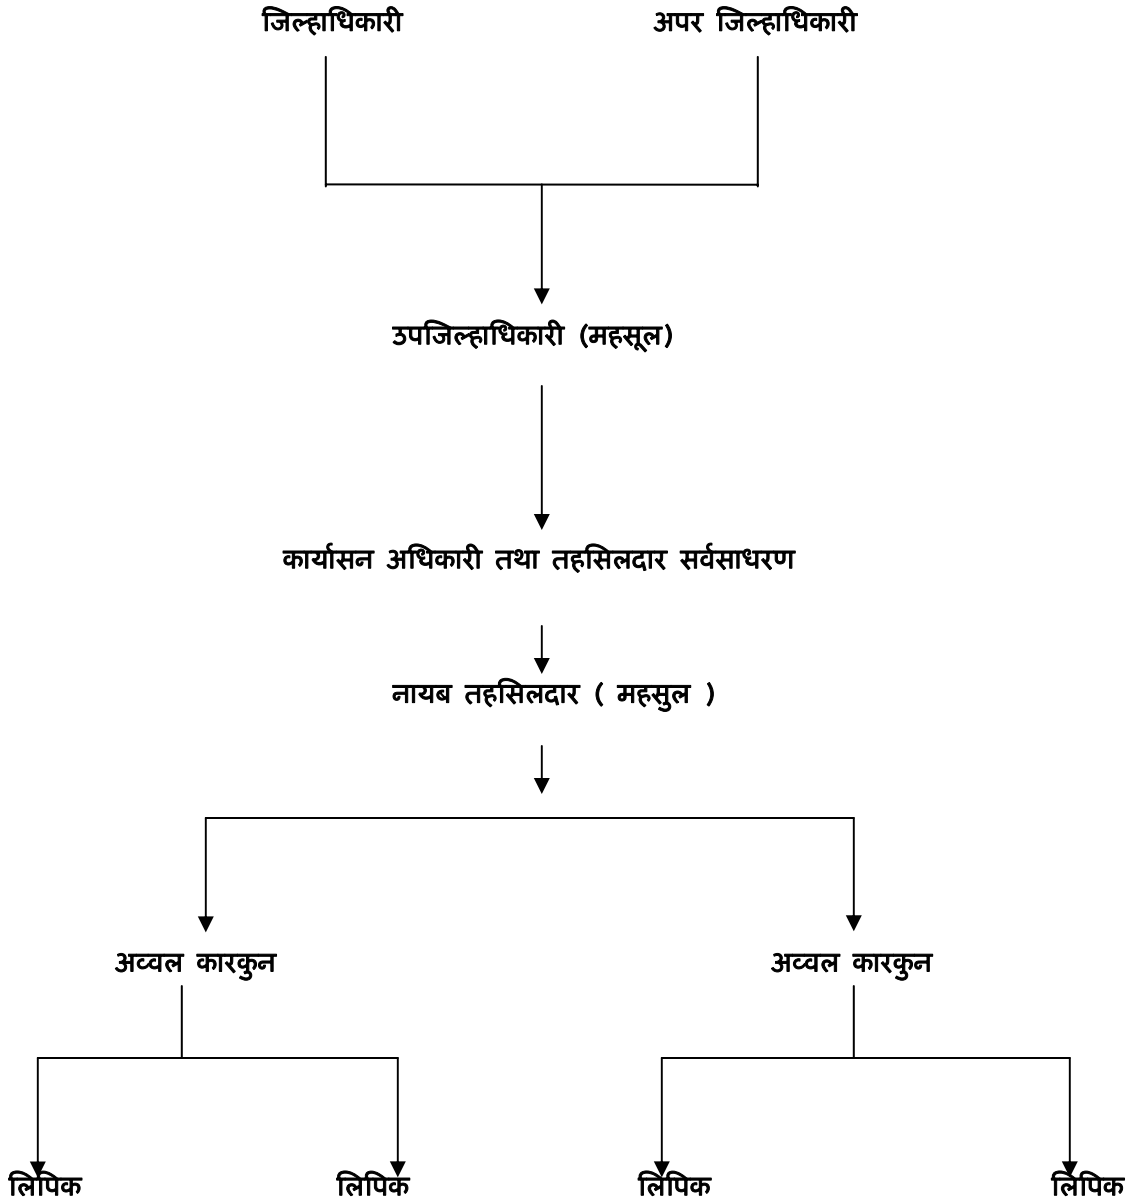 जिल्हाधिकारी अपर जिल्हाधिकारी
उपजिल्हाधिकारी (महसूल)
कार्यासन अधिकारी तथा तहसिलदार सर्वसाधरण
नायब तहसिलदार ( महसुल )
अव्वल कारकुन अव्वल कारकुन
लिपिक लिपिक लिपिक लिपिक